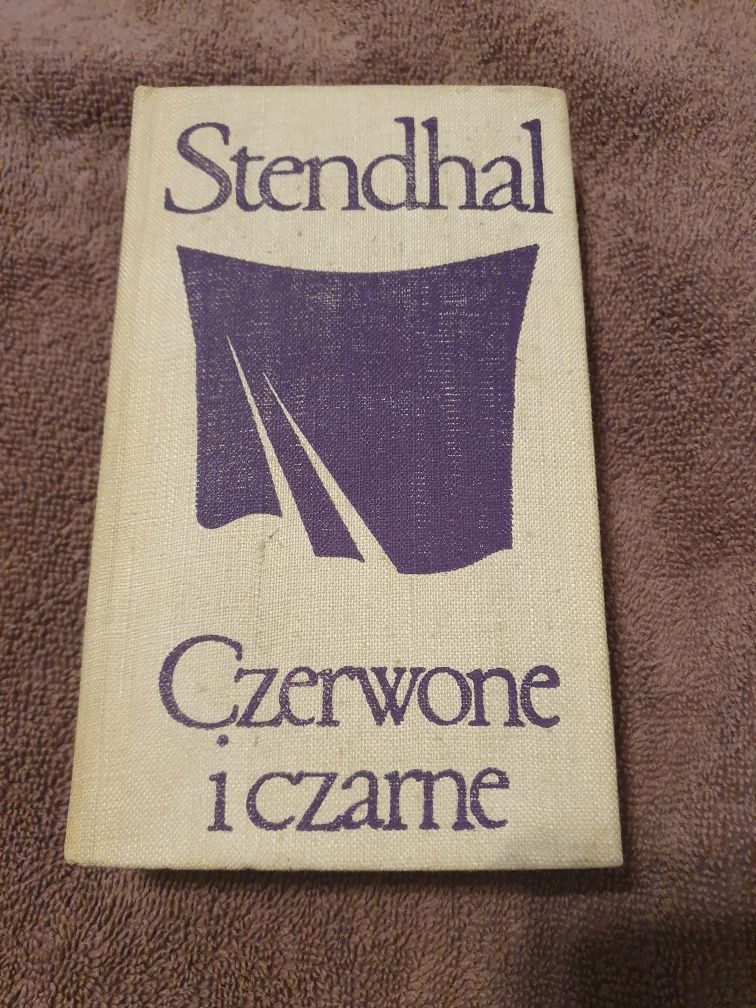 Stendhal
Czerwone
i czarne